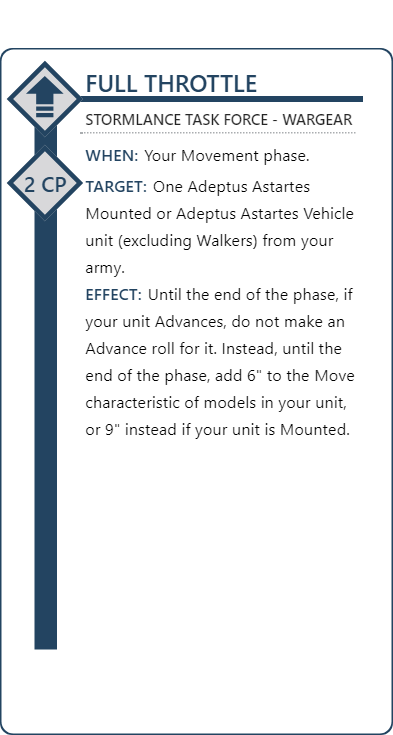 FULL THROTTLE
STORMLANCE TASK FORCE - WARGEAR
2 CP
WHEN: Your Movement phase.
TARGET: One Adeptus Astartes
Mounted or Adeptus Astartes Vehicle
unit (excluding Walkers) from your
army.
EFFECT: Until the end of the phase, if
your unit Advances, do not make an
Advance roll for it. Instead, until the
end of the phase, add 6" to the Move
characteristic of models in your unit,
or 9" instead if your unit is Mounted.